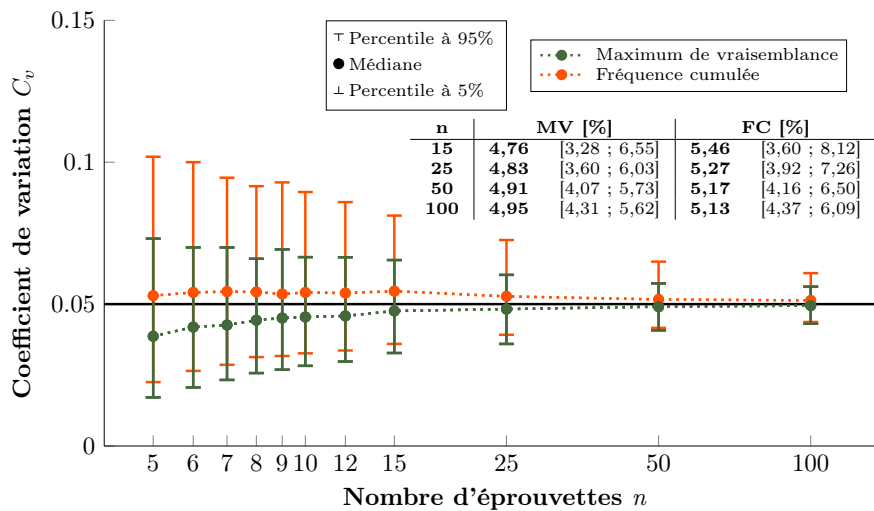 0.15
⊤ Percentile à 95%
Médiane
⊥ Percentile à 5%
Maximum de vraisemblance
Fréquence cumulée
n MV [%] FC [%]
15 4,76 [3,28 ; 6,55] 5,46 [3,60 ; 8,12]
25 4,83 [3,60 ; 6,03] 5,27 [3,92 ; 7,26]
50 4,91 [4,07 ; 5,73] 5,17 [4,16 ; 6,50]
100 4,95 [4,31 ; 5,62] 5,13 [4,37 ; 6,09]
0.1
0.05
0
Coefficient de variation Cv
5 6 7 8 9 10 12 15 25 50 100
Nombre d'éprouvettes n